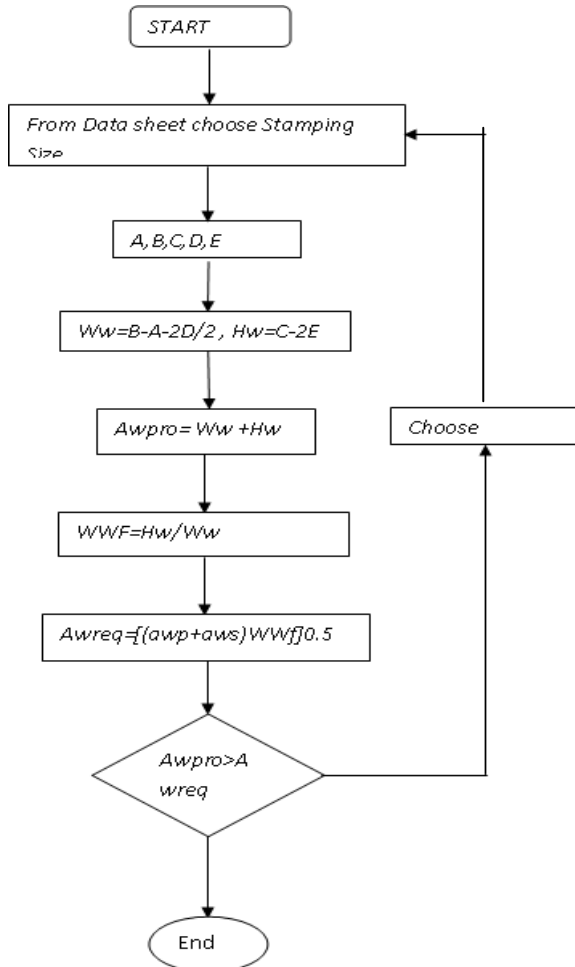 START
From Data sheet choose Stamping
Size
A,B,C,D,E
Ww=B-A-2D/2 , Hw=C-2E
Awpro= Ww +Hw
Choose
WWF=Hw/Ww
Awreq=[(awp+aws)WWf]0.5
Awpro>A
wreq
End